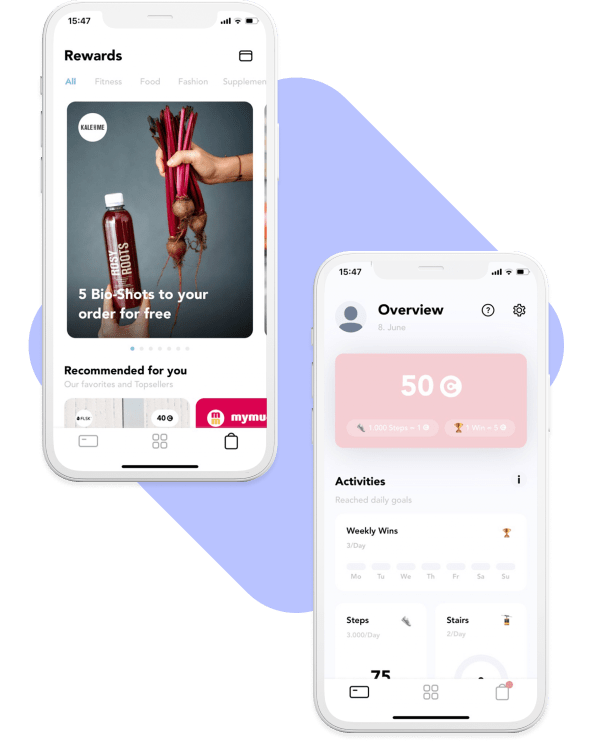 15:47
Rewards
All Fitness Food Fashion Supplemen
KALE&ME
ROSY ROOTS
5 Bio-Shots to your
order for free
Recommended for you
Our favorites and Topsellers
FLSK
40
mymu
15:47
Overview
8. June
50
1.000 Steps = 1
1 Win = 5
Activities
Reached daily goals
Weekly Wins
3/Day
Mo Tu We Th Fr Sa Su
Steps
3.000/Day
75
Stairs
2/Day